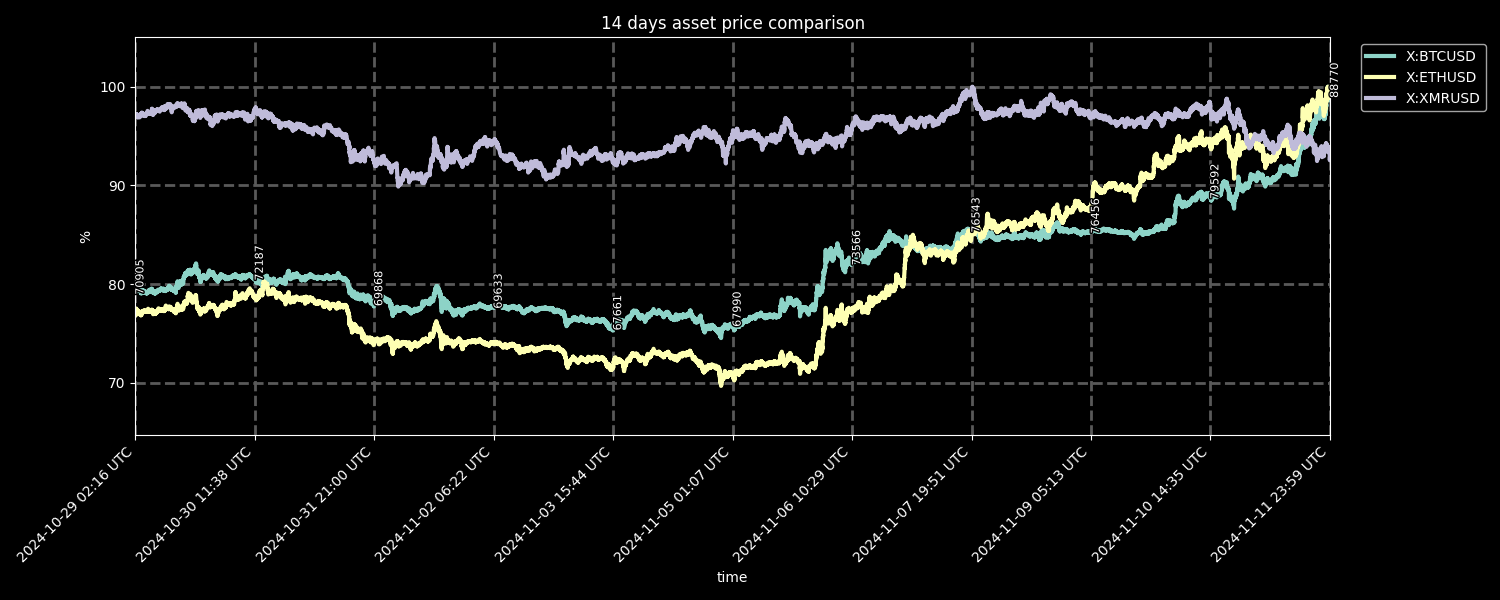 14 days asset price comparison
X:BTCUSD
X:ETHUSD
X:XMRUSD
%
100
90
80
70
70905
72187
69868
69633
67661
67990
73566
76543
76456
79592
88770
2024-10-29 02:16 UTC
2024-10-30 11:38 UTC
2024-10-31 21:00 UTC
2024-11-02 06:22 UTC
2024-11-03 15:44 UTC
2024-11-05 01:07 UTC
2024-11-06 10:29 UTC
2024-11-07 19:51 UTC
2024-11-09 05:13 UTC
2024-11-10 14:35 UTC
2024-11-11 23:59 UTC
time